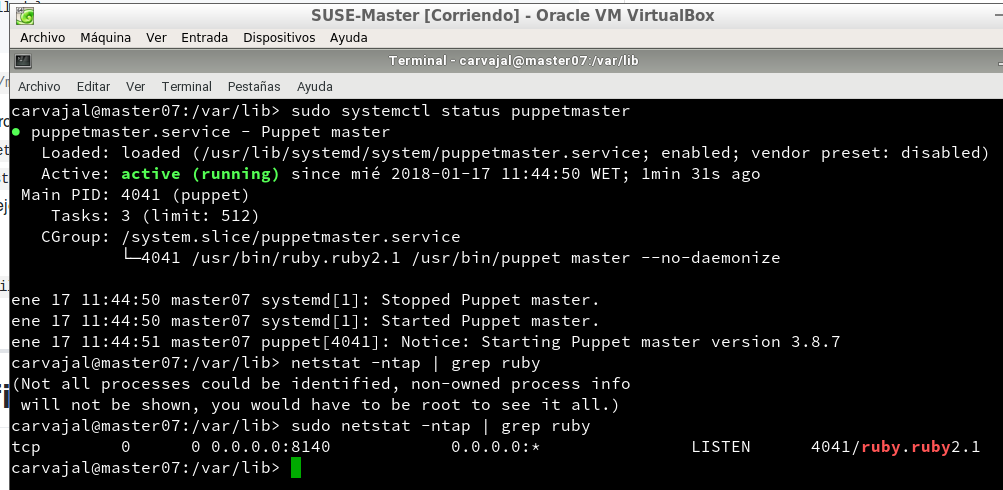 SUSE-Master [Corriendo] - Oracle VM VirtualBox
Archivo Máquina Ver Entrada Dispositivos Ayuda
Terminal - carvajal@master07:/var/lib
Archivo Editar Ver Terminal Pestañas Ayuda
carvajal@master07:/var/lib> sudo systemctl status puppetmaster
● puppetmaster.service - Puppet master
Loaded: loaded (/usr/lib/systemd/system/puppetmaster.service; enabled; vendor preset: disabled)
Active: active (running) since mié 2018-01-17 11:44:50 WET; 1min 31s ago
Main PID: 4041 (puppet)
Tasks: 3 (limit: 512)
CGroup: /system.slice/puppetmaster.service
└─4041 /usr/bin/ruby.ruby2.1 /usr/bin/puppet master --no-daemonize
ene 17 11:44:50 master07 systemd[1]: Stopped Puppet master.
ene 17 11:44:50 master07 systemd[1]: Started Puppet master.
ene 17 11:44:51 master07 puppet[4041]: Notice: Starting Puppet master version 3.8.7
carvajal@master07:/var/lib> netstat -ntap | grep ruby
(Not all processes could be identified, non-owned process info
will not be shown, you would have to be root to see it all.)
carvajal@master07:/var/lib> sudo netstat -ntap | grep ruby
tcp 0 0 0.0.0.0:8140 0.0.0.0:* LISTEN 4041/ruby.ruby2.1
carvajal@master07:/var/lib>